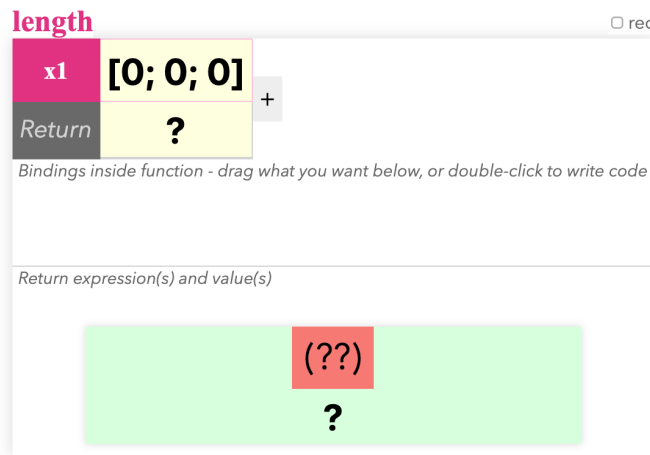 length
rec
x1 [0; 0; 0]
+
Return ?
Bindings inside function - drag what you want below, or double-click to write code
Return expression(s) and value(s)
(??)
?